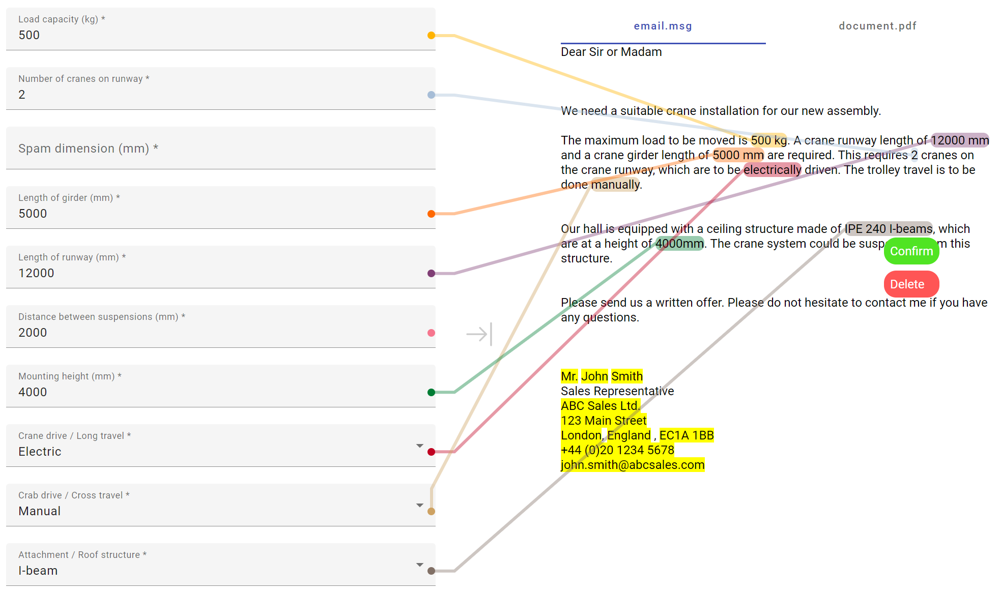 Load capacity (kg) *
500
Number of cranes on runway *
2
Spam dimension (mm) *
Length of girder (mm) *
5000
Length of runway (mm) *
12000
Distance between suspensions (mm) *
2000
Mounting height (mm) *
4000
Crane drive / Long travel *
Electric
Crab drive / Cross travel *
Manual
Attachment / Roof structure *
I-beam
email.msg
document.pdf
Dear Sir or Madam
We need a suitable crane installation for our new assembly.
The maximum load to be moved is 500 kg. A crane runway length of 12000 mm
and a crane girder length of 5000 mm are required. This requires 2 cranes on
the crane runway, which are to be electrically driven. The trolley travel is to be
done manually.
Our hall is equipped with a ceiling structure made of IPE 240 I-beams, which
are at a height of 4000mm. The crane system could be susp m this
structure.
Confirm
Delete
Please send us a written offer. Please do not hesitate to contact me if you have
any questions.
Mr. John Smith
Sales Representative
ABC Sales Ltd.
123 Main Street
London, England , EC1A 1BB
+44 (0)20 1234 5678
john.smith@abcsales.com